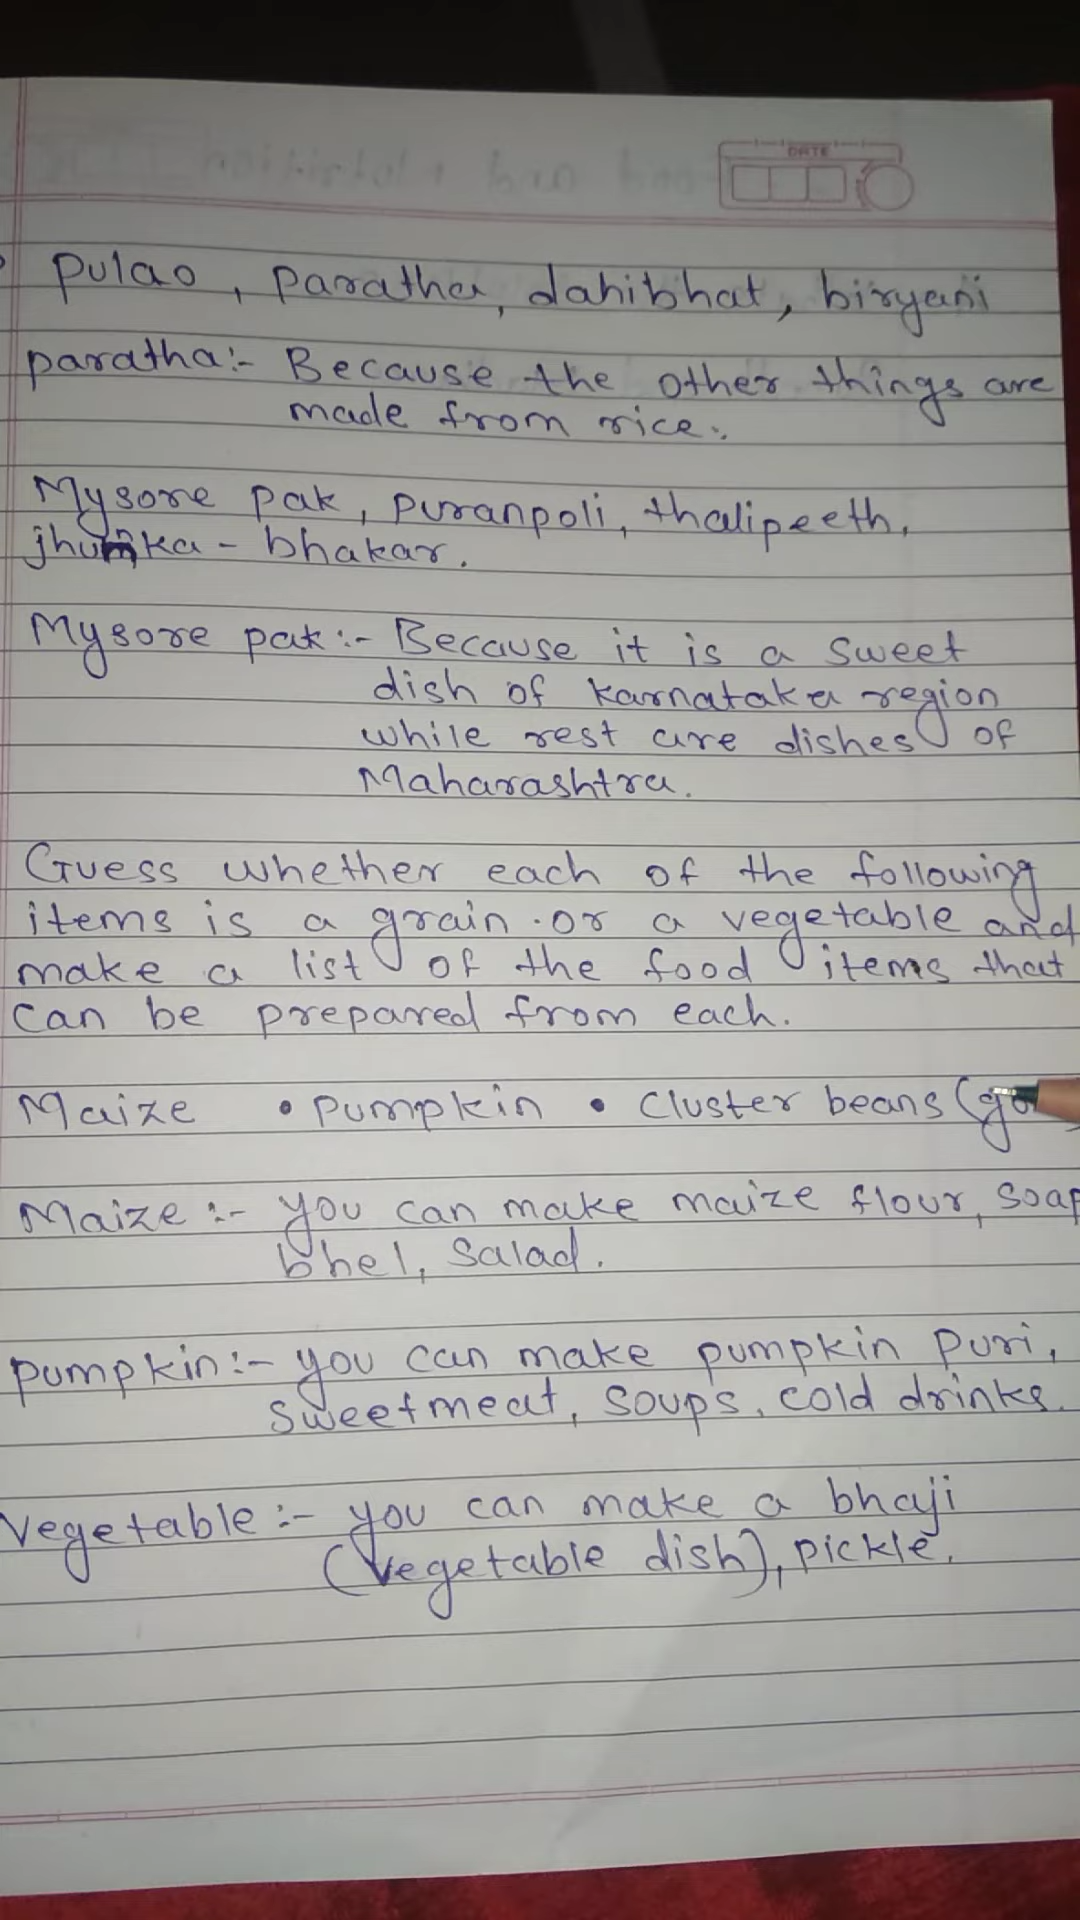 DATE
Pulao, Paratha, dahibhat, biryani
paratha:- Because the other things are
made from rice.
Mysore pak, puranpoli, thalipeeth,
jhunka - bhakar.
Mysore pak:- Because it is a sweet
dish of karnataka region
while rest are dishes of
Maharashtra.
Guess whether each of the following
items is a grain or a vegetable and
make a list of the food items that
can be prepared from each.
Maize • Pumpkin • Cluster beans
Maize :- you can make maize flour, soap
bhel, salad.
pumpkin:- you can make pumpkin puri,
sweetmeat, soups, cold drinks.
Vegetable:- you can make a bhaji
(vegetable dish), pickle.